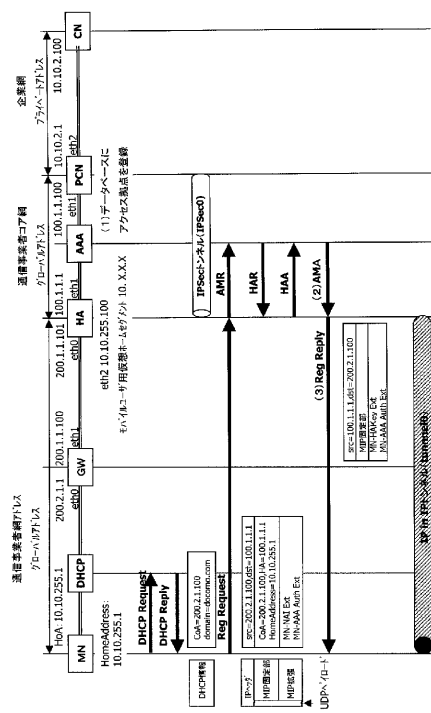 通信事業者網アドレス
グローバルアドレス
通信事業者コア網
グローバルアドレス
企業網
プライベートアドレス
HoA: 10.10.255.1
200.2.1.1
200.1.1.100
200.1.1.101
100.1.1.1
100.1.1.100
10.10.2.1
10.10.2.100
MN
DHCP
GW
HA
AAA
PCN
CN
eth0
eth1
eth0
eth1
eth1
eth2
HomeAddress:
10.10.255.1
eth2 10.10.255.100
モバイルユーザ用仮想ホームセグメント 10. X.X.X
(1)データベースに
アクセス拠点を登録
DHCP Request
DHCP Reply
DHCP情報
CoA=200.2.1.100
domain=docomo.com
IPSecトンネル(IPSec0)
Reg Request
AMR
IPヘッダ
MIP固定部
MIP拡張
UDPペイロード
src=200.2.1.100,dst=100.1.1.1
CoA=200.2.1.100,HA=100.1.1.1
HomeAddress=10.10.255.1
MN-NAI Ext
MN-AAA Auth Ext
HAR
HAA
(2)AMA
(3)Reg Reply
src=100.1.1.1,dst=200.2.1.100
MIP固定部
MN-HAKey Ext
MN-AAA Auth Ext
IP in IPトンネル(tunnel0)